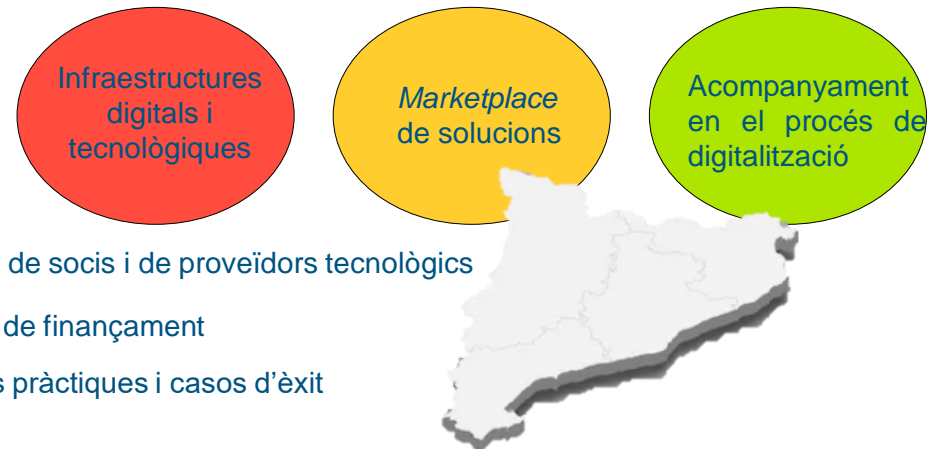 Infraestructures
digitals i
tecnològiques
Marketplace
de solucions
Acompanyament
en el procés de
digitalització
de socis i de proveïdors tecnològics
de finançament
s pràctiques i casos d'èxit